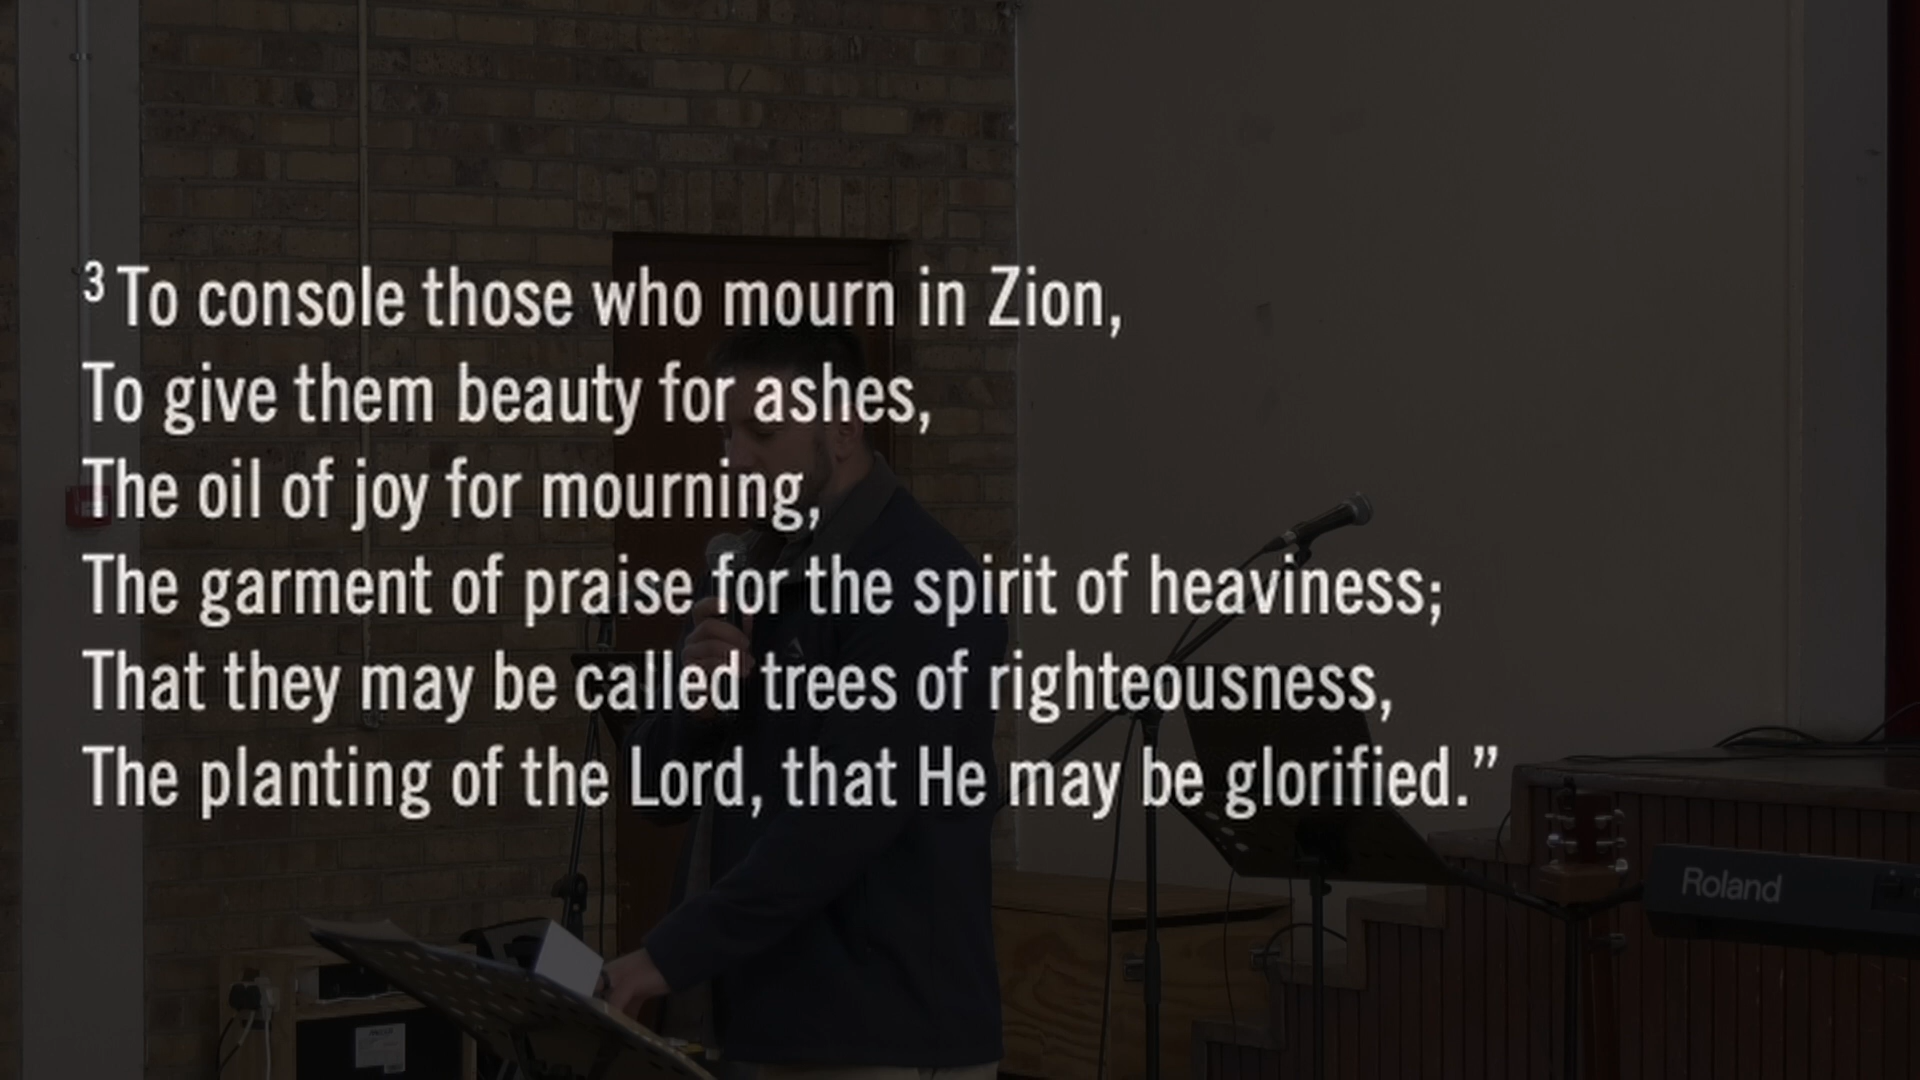 3 To console those who mourn in Zion,
To give them beauty for ashes,
The oil of joy for mourning,
The garment of praise for the spirit of heaviness;
That they may be called trees of righteousness,
The planting of the Lord, that He may be glorified.”
Roland